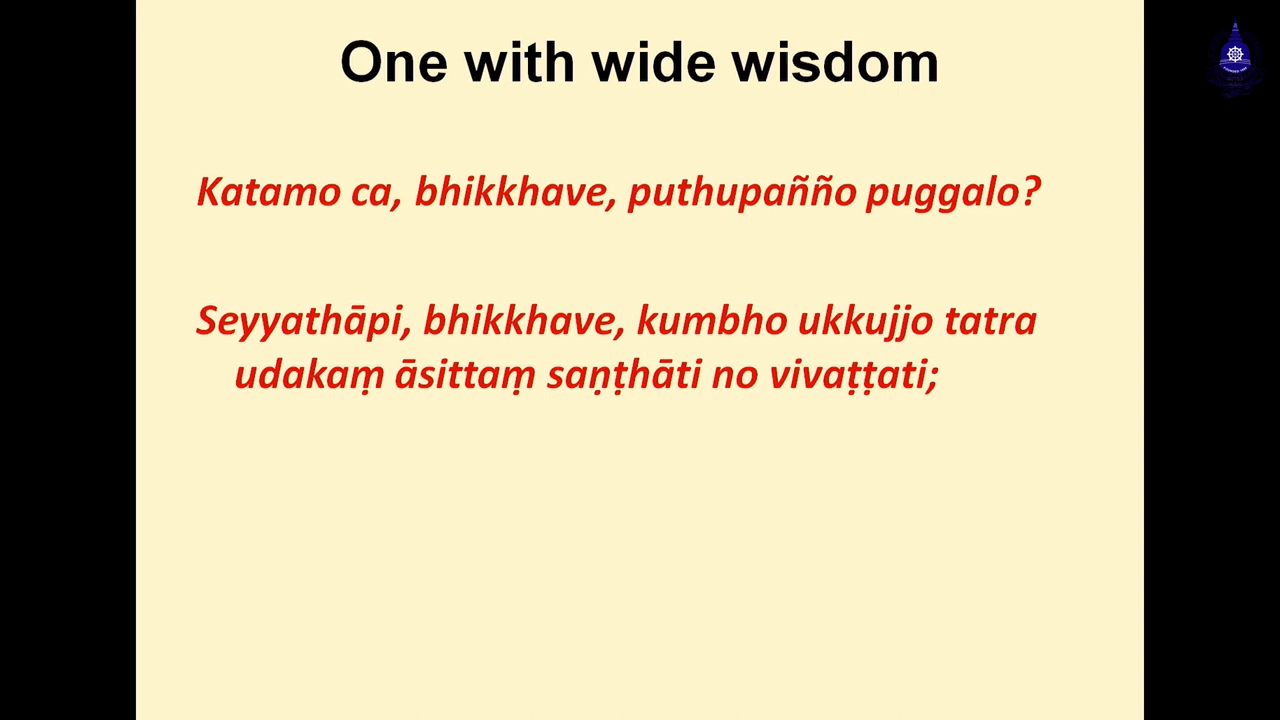 One with wide wisdom
Katamo ca, bhikkhave, puthupañño puggalo?
Seyyathāpi, bhikkhave, kumbho ukkujjo tatra
udakaṃ āsittaṃ saṇṭhāti no vivaṭṭati;